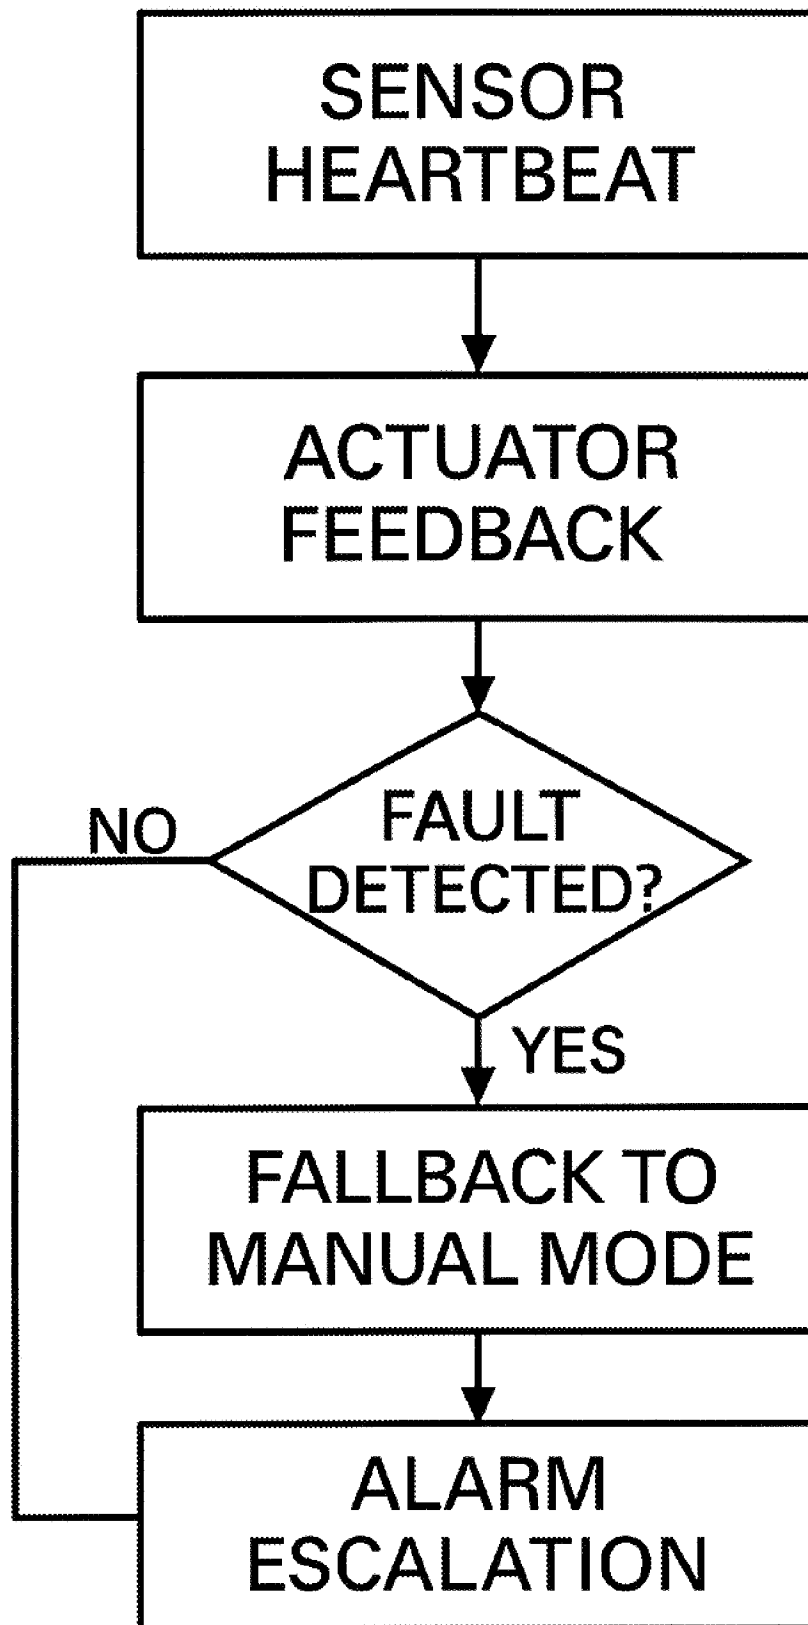 SENSOR
HEARTBEAT
ACTUATOR
FEEDBACK
FAULT
DETECTED?
NO
YES
FALLBACK TO
MANUAL MODE
ALARM
ESCALATION